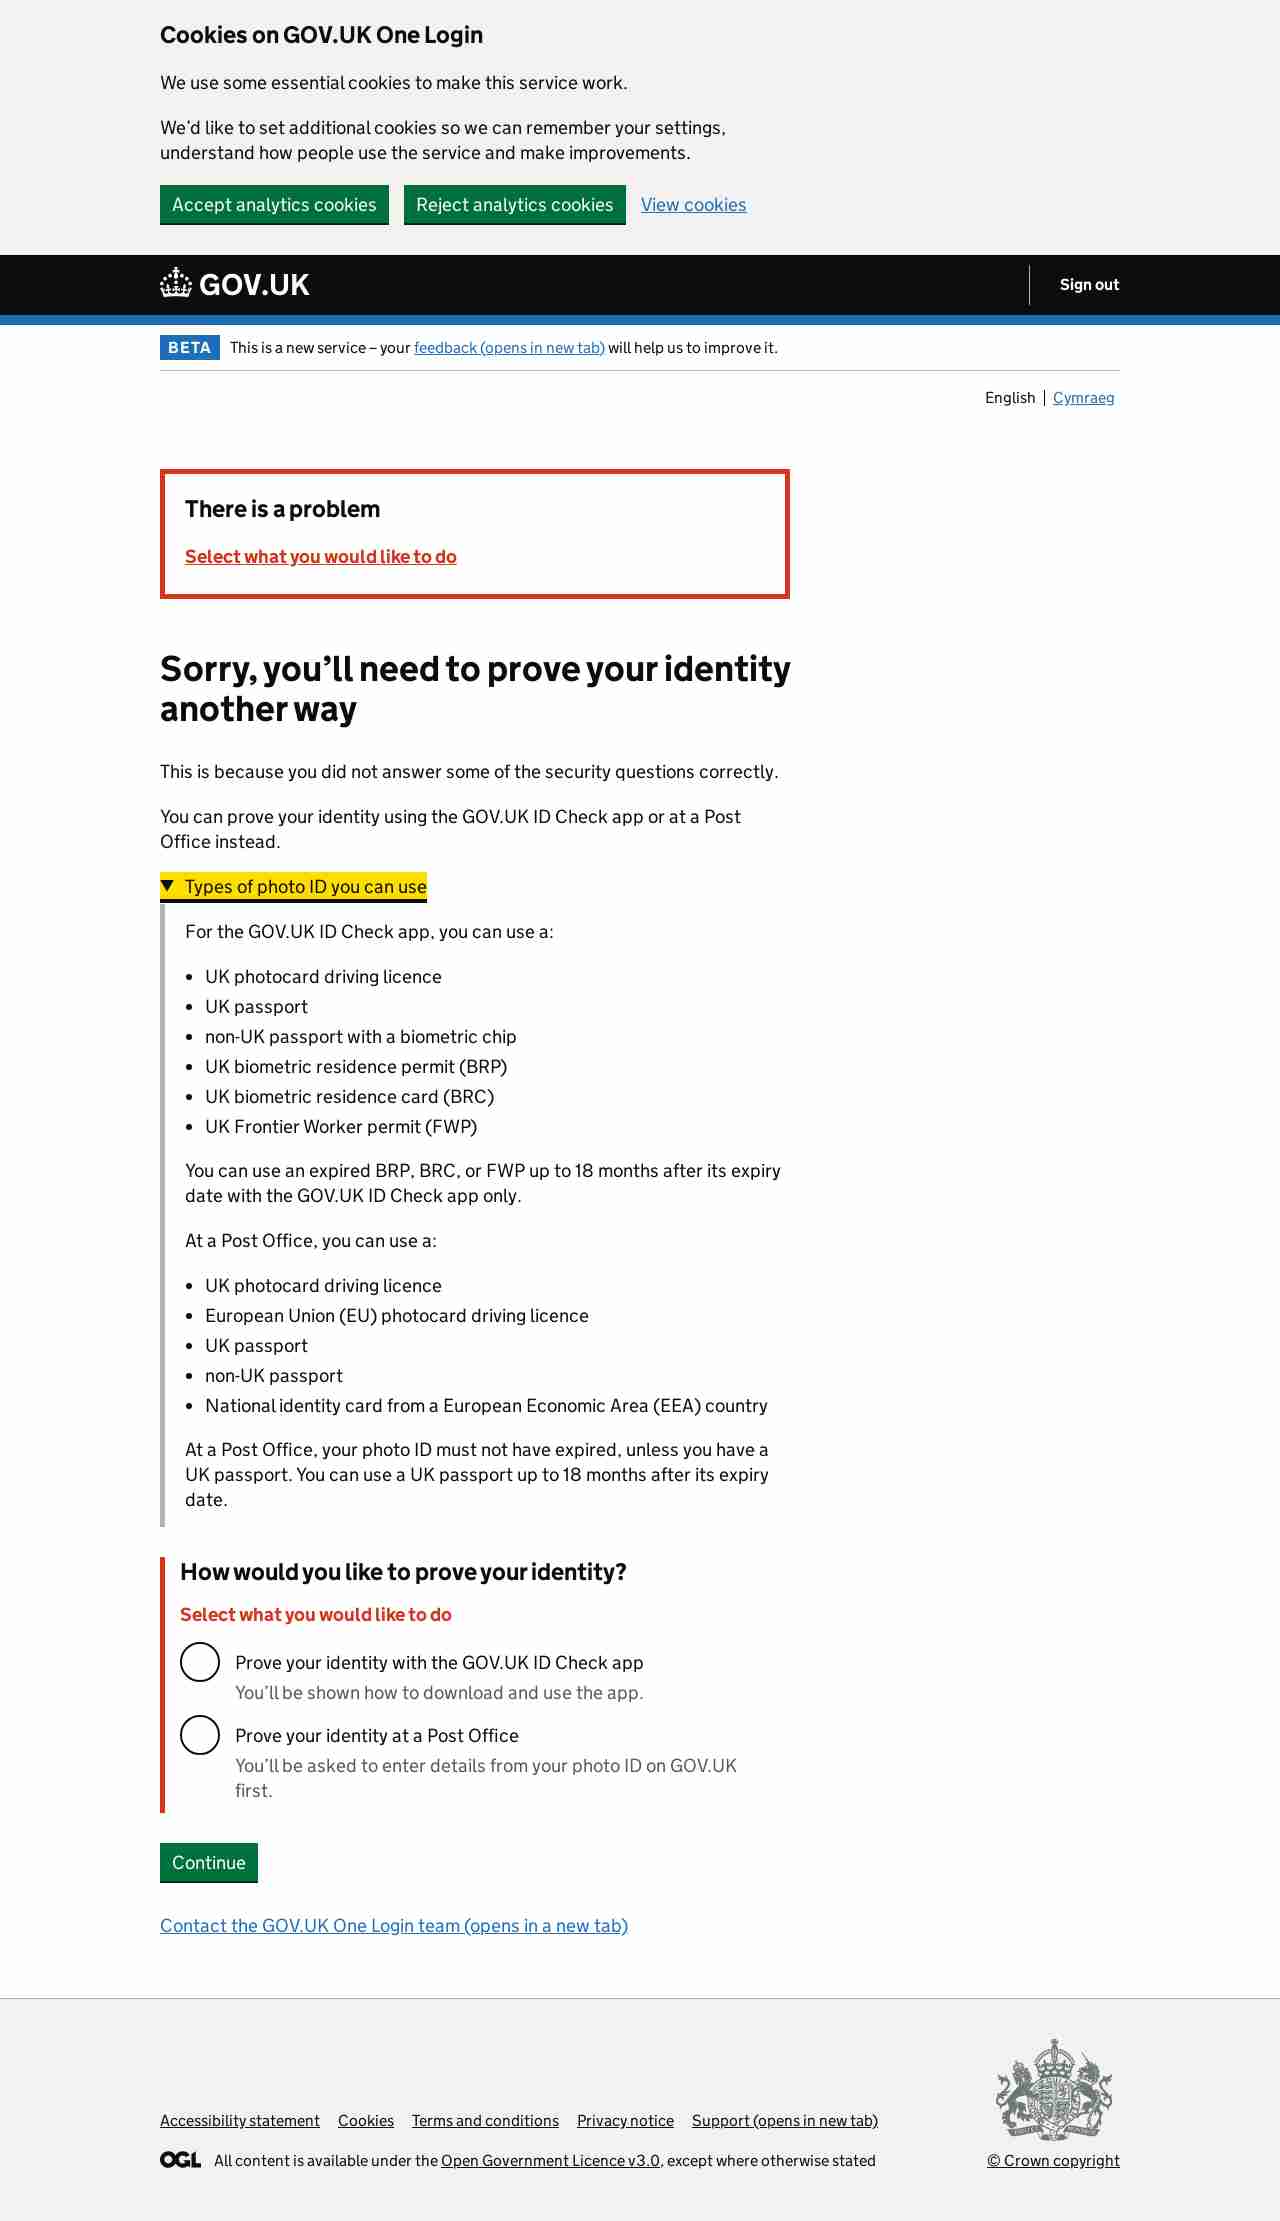 Cookies on GOV.UK One Login
We use some essential cookies to make this service work.
We'd like to set additional cookies so we can remember your settings,
understand how people use the service and make improvements.
Accept analytics cookies Reject analytics cookies View cookies
GOV.UK Sign out
BETA This is a new service – your feedback (opens in new tab) will help us to improve it.
English Cymraeg
There is a problem
Select what you would like to do
Sorry, you’ll need to prove your identity
another way
This is because you did not answer some of the security questions correctly.
You can prove your identity using the GOV.UK ID Check app or at a Post
Office instead.
Types of photo ID you can use
For the GOV.UK ID Check app, you can use a:
• UK photocard driving licence
• UK passport
• non-UK passport with a biometric chip
• UK biometric residence permit (BRP)
• UK biometric residence card (BRC)
• UK Frontier Worker permit (FWP)
You can use an expired BRP, BRC, or FWP up to 18 months after its expiry
date with the GOV.UK ID Check app only.
At a Post Office, you can use a:
• UK photocard driving licence
• European Union (EU) photocard driving licence
• UK passport
• non-UK passport
• National identity card from a European Economic Area (EEA) country
At a Post Office, your photo ID must not have expired, unless you have a
UK passport. You can use a UK passport up to 18 months after its expiry
date.
How would you like to prove your identity?
Select what you would like to do
Prove your identity with the GOV.UK ID Check app
You’ll be shown how to download and use the app.
Prove your identity at a Post Office
You’ll be asked to enter details from your photo ID on GOV.UK
first.
Continue
Contact the GOV.UK One Login team (opens in a new tab)
Accessibility statement Cookies Terms and conditions Privacy notice Support (opens in new tab)
OGL All content is available under the Open Government Licence v3.0, except where otherwise stated
© Crown copyright